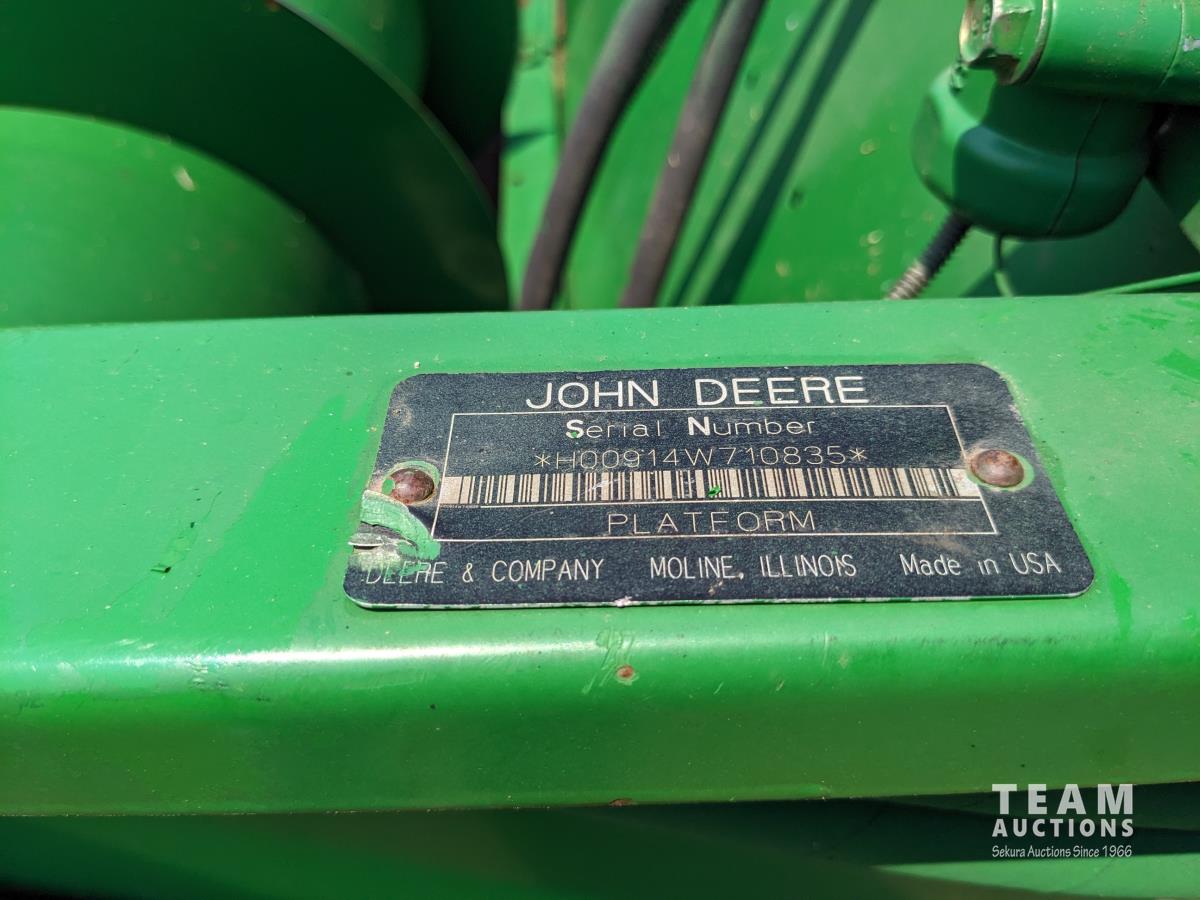 JOHN DEERE
Serial Number
*H00914W710835*
PLATFORM
DEERE & COMPANY MOLINE, ILLINOIS Made in USA
TEAM
AUCTIONS
Sekura Auctions Since 1966